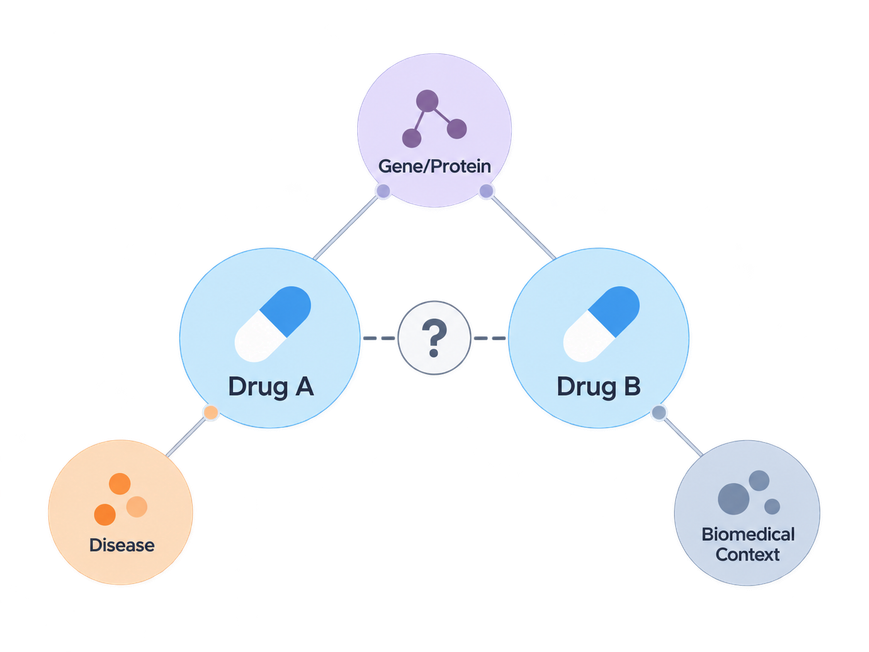 Gene/Protein
?
Drug A
Drug B
Disease
Biomedical
Context